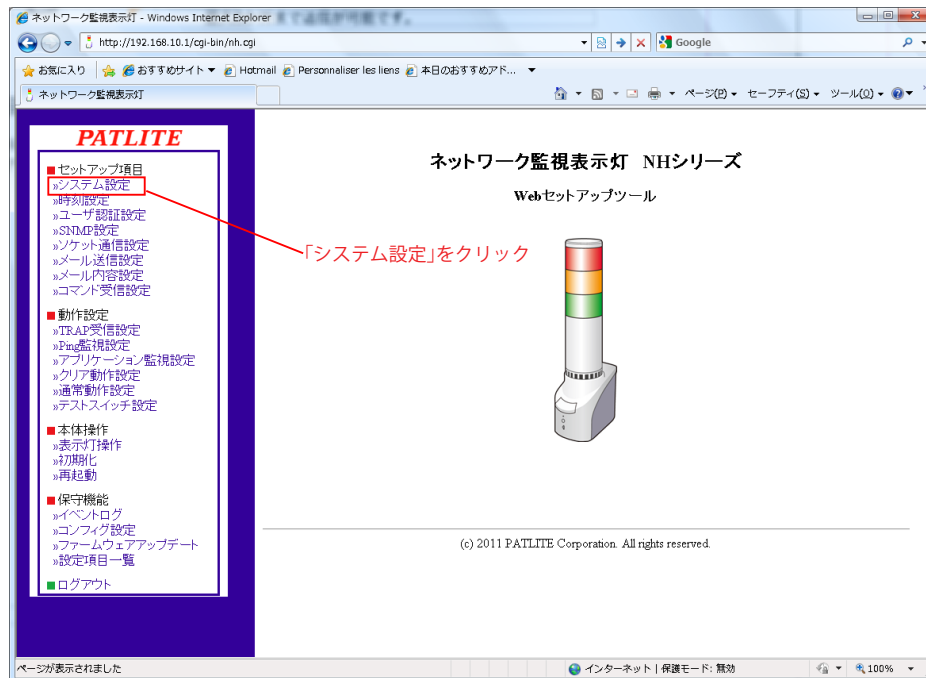 ネットワーク監視表示灯 - Windows Internet Explorer
http://192.168.10.1/cgi-bin/nh.cgi
Google
お気に入り
おすすめサイト
Hotmail
Personnaliser les liens
本日のおすすめアド...
ネットワーク監視表示灯
ページ(P)
セーフティ(S)
ツール(O)
PATLITE
セットアップ項目
»システム設定
»時刻設定
»ユーザ認証設定
»SNMP設定
»ソケット通信設定
»メール送信設定
»メール内容設定
»コマンド受信設定
動作設定
»TRAP受信設定
»Ping監視設定
»アプリケーション監視設定
»クリア動作設定
»通常動作設定
»テストスイッチ設定
本体操作
»表示灯操作
»初期化
»再起動
保守機能
»イベントログ
»コンフィグ設定
»ファームウェアアップデート
»設定項目一覧
ログアウト
ネットワーク監視表示灯 NHシリーズ
Webセットアップツール
「システム設定」をクリック
(c) 2011 PATLITE Corporation. All rights reserved.
ページが表示されました
インターネット | 保護モード: 無効
100%